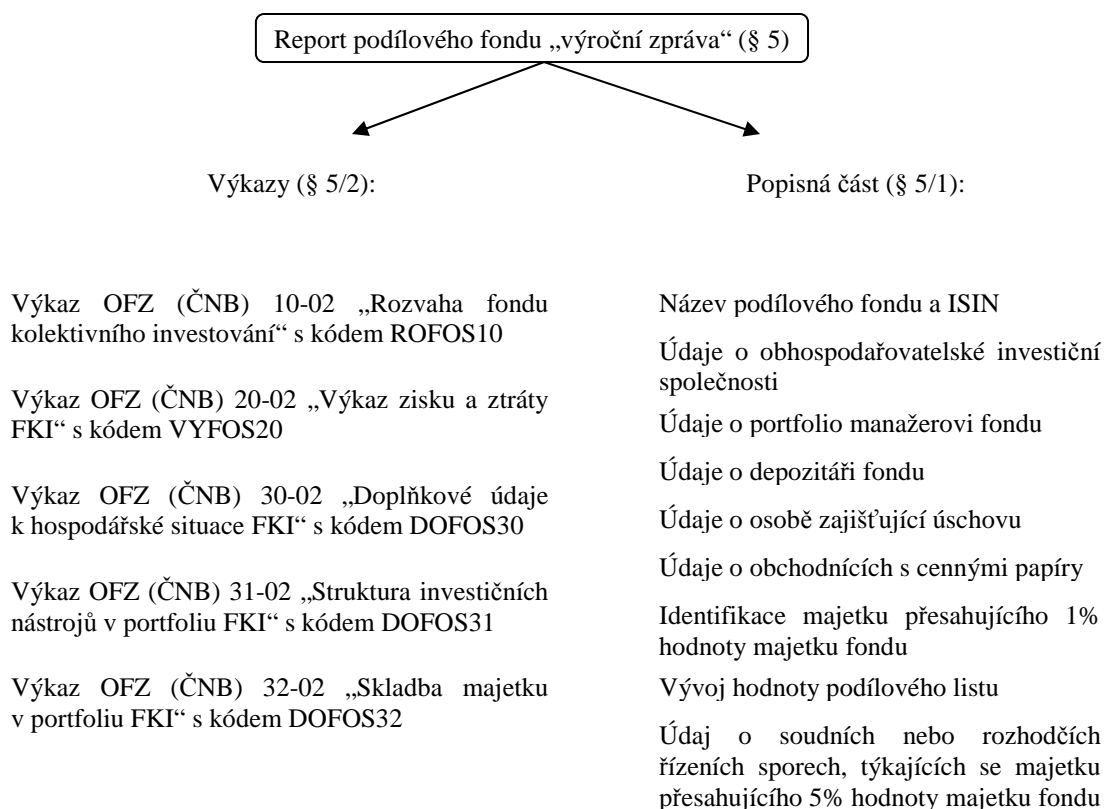 Report podílového fondu „výroční zpráva“ (§ 5)
Výkazy (§ 5/2):
Výkaz OFZ (ČNB) 10-02 „Rozvaha fondu
kolektivního investování“ s kódem ROFOS10
Výkaz OFZ (ČNB) 20-02 „Výkaz zisku a ztráty
FKI“ s kódem VYFOS20
Výkaz OFZ (ČNB) 30-02 „Doplňkové údaje
k hospodářské situace FKI“ s kódem DOFOS30
Výkaz OFZ (ČNB) 31-02 „Struktura investičních
nástrojů v portfoliu FKI“ s kódem DOFOS31
Výkaz OFZ (ČNB) 32-02 „Skladba majetku
v portfoliu FKI“ s kódem DOFOS32
Popisná část (§ 5/1):
Název podílového fondu a ISIN
Údaje o obhospodařovatelské investiční
společnosti
Údaje o portfolio manažerovi fondu
Údaje o depozitáři fondu
Údaje o osobě zajišťující úschovu
Údaje o obchodnících s cennými papíry
Identifikace majetku přesahujícího 1%
hodnoty majetku fondu
Vývoj hodnoty podílového listu
Údaj o soudních nebo rozhodčích
řízeních sporech, týkajících se majetku
přesahujícího 5% hodnoty majetku fondu